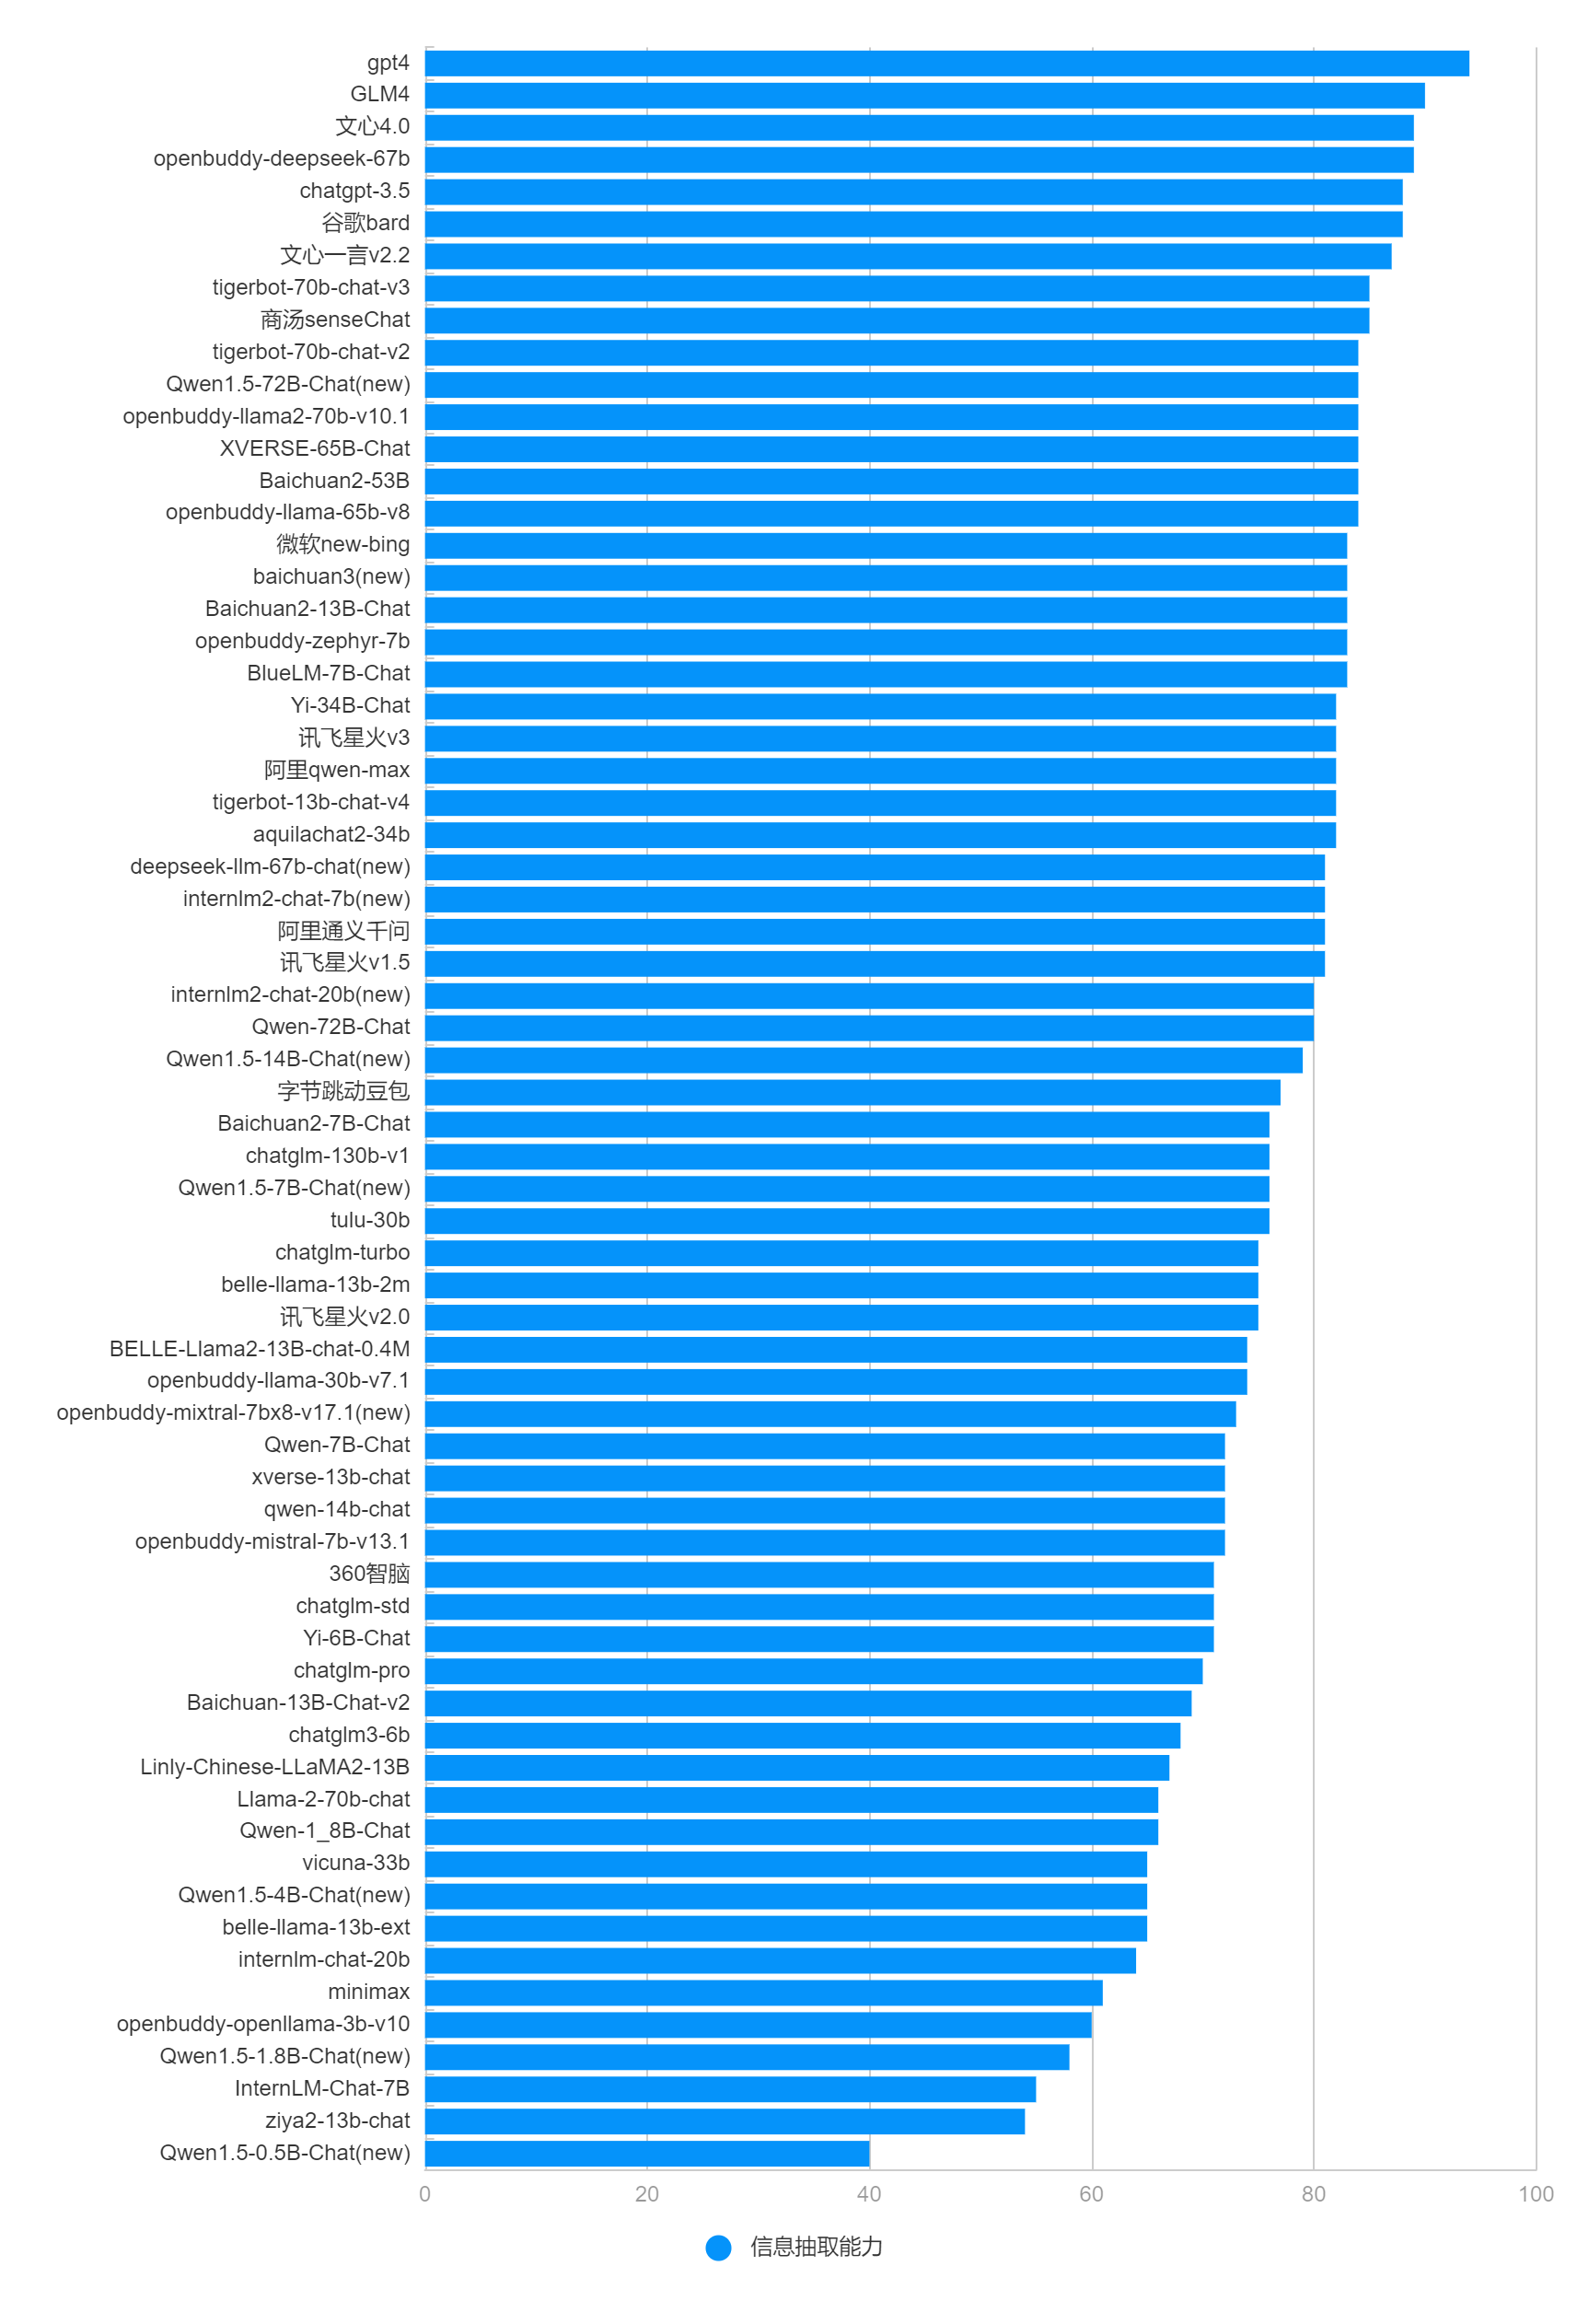 gpt4
GLM4
文心4.0
openbuddy-deepseek-67b
chatgpt-3.5
谷歌bard
文心一言v2.2
tigerbot-70b-chat-v3
商汤senseChat
tigerbot-70b-chat-v2
Qwen1.5-72B-Chat(new)
openbuddy-llama2-70b-v10.1
XVERSE-65B-Chat
Baichuan2-53B
openbuddy-llama-65b-v8
微软new-bing
baichuan3(new)
Baichuan2-13B-Chat
openbuddy-zephyr-7b
BlueLM-7B-Chat
Yi-34B-Chat
讯飞星火v3
阿里qwen-max
tigerbot-13b-chat-v4
aquilachat2-34b
deepseek-llm-67b-chat(new)
internlm2-chat-7b(new)
阿里通义千问
讯飞星火v1.5
internlm2-chat-20b(new)
Qwen-72B-Chat
Qwen1.5-14B-Chat(new)
字节跳动豆包
Baichuan2-7B-Chat
chatglm-130b-v1
Qwen1.5-7B-Chat(new)
tulu-30b
chatglm-turbo
belle-llama-13b-2m
讯飞星火v2.0
BELLE-Llama2-13B-chat-0.4M
openbuddy-llama-30b-v7.1
openbuddy-mixtral-7bx8-v17.1(new)
Qwen-7B-Chat
xverse-13b-chat
qwen-14b-chat
openbuddy-mistral-7b-v13.1
360智脑
chatglm-std
Yi-6B-Chat
chatglm-pro
Baichuan-13B-Chat-v2
chatglm3-6b
Linly-Chinese-LLaMA2-13B
Llama-2-70b-chat
Qwen-1_8B-Chat
vicuna-33b
Qwen1.5-4B-Chat(new)
belle-llama-13b-ext
internlm-chat-20b
minimax
openbuddy-openllama-3b-v10
Qwen1.5-1.8B-Chat(new)
InternLM-Chat-7B
ziya2-13b-chat
Qwen1.5-0.5B-Chat(new)
0 20 40 60 80 100
信息抽取能力